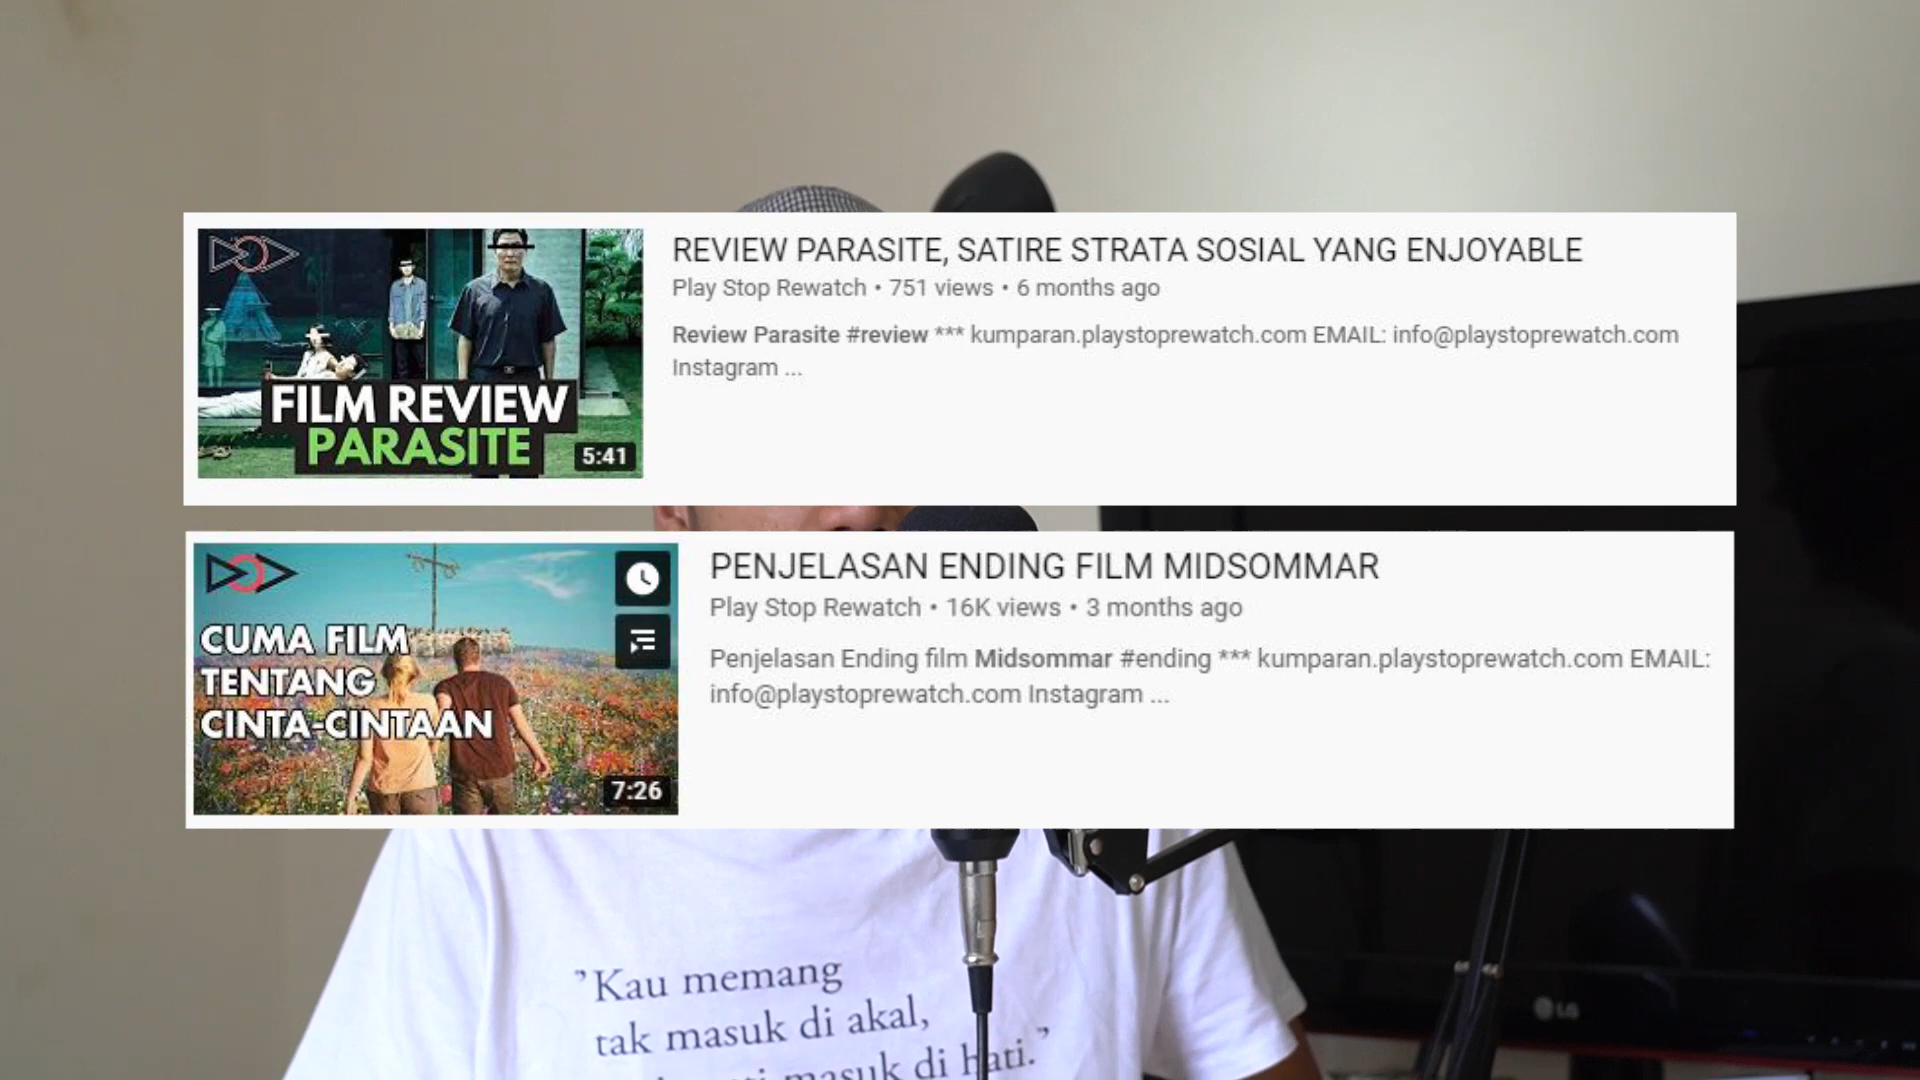 REVIEW PARASITE, SATIRE STRATA SOSIAL YANG ENJOYABLE
Play Stop Rewatch • 751 views • 6 months ago
Review Parasite #review *** kumparan.playstoprewatch.com EMAIL: info@playstoprewatch.com
Instagram ...
FILM REVIEW
PARASITE
5:41
PENJELASAN ENDING FILM MIDSOMMAR
Play Stop Rewatch • 16K views • 3 months ago
Penjelasan Ending film Midsommar #ending *** kumparan.playstoprewatch.com EMAIL:
info@playstoprewatch.com Instagram ...
CUMA FILM
TENTANG
CINTA-CINTAAN
7:26
”Kau memang
tak masuk di akal,
masuk di hati.”
LG